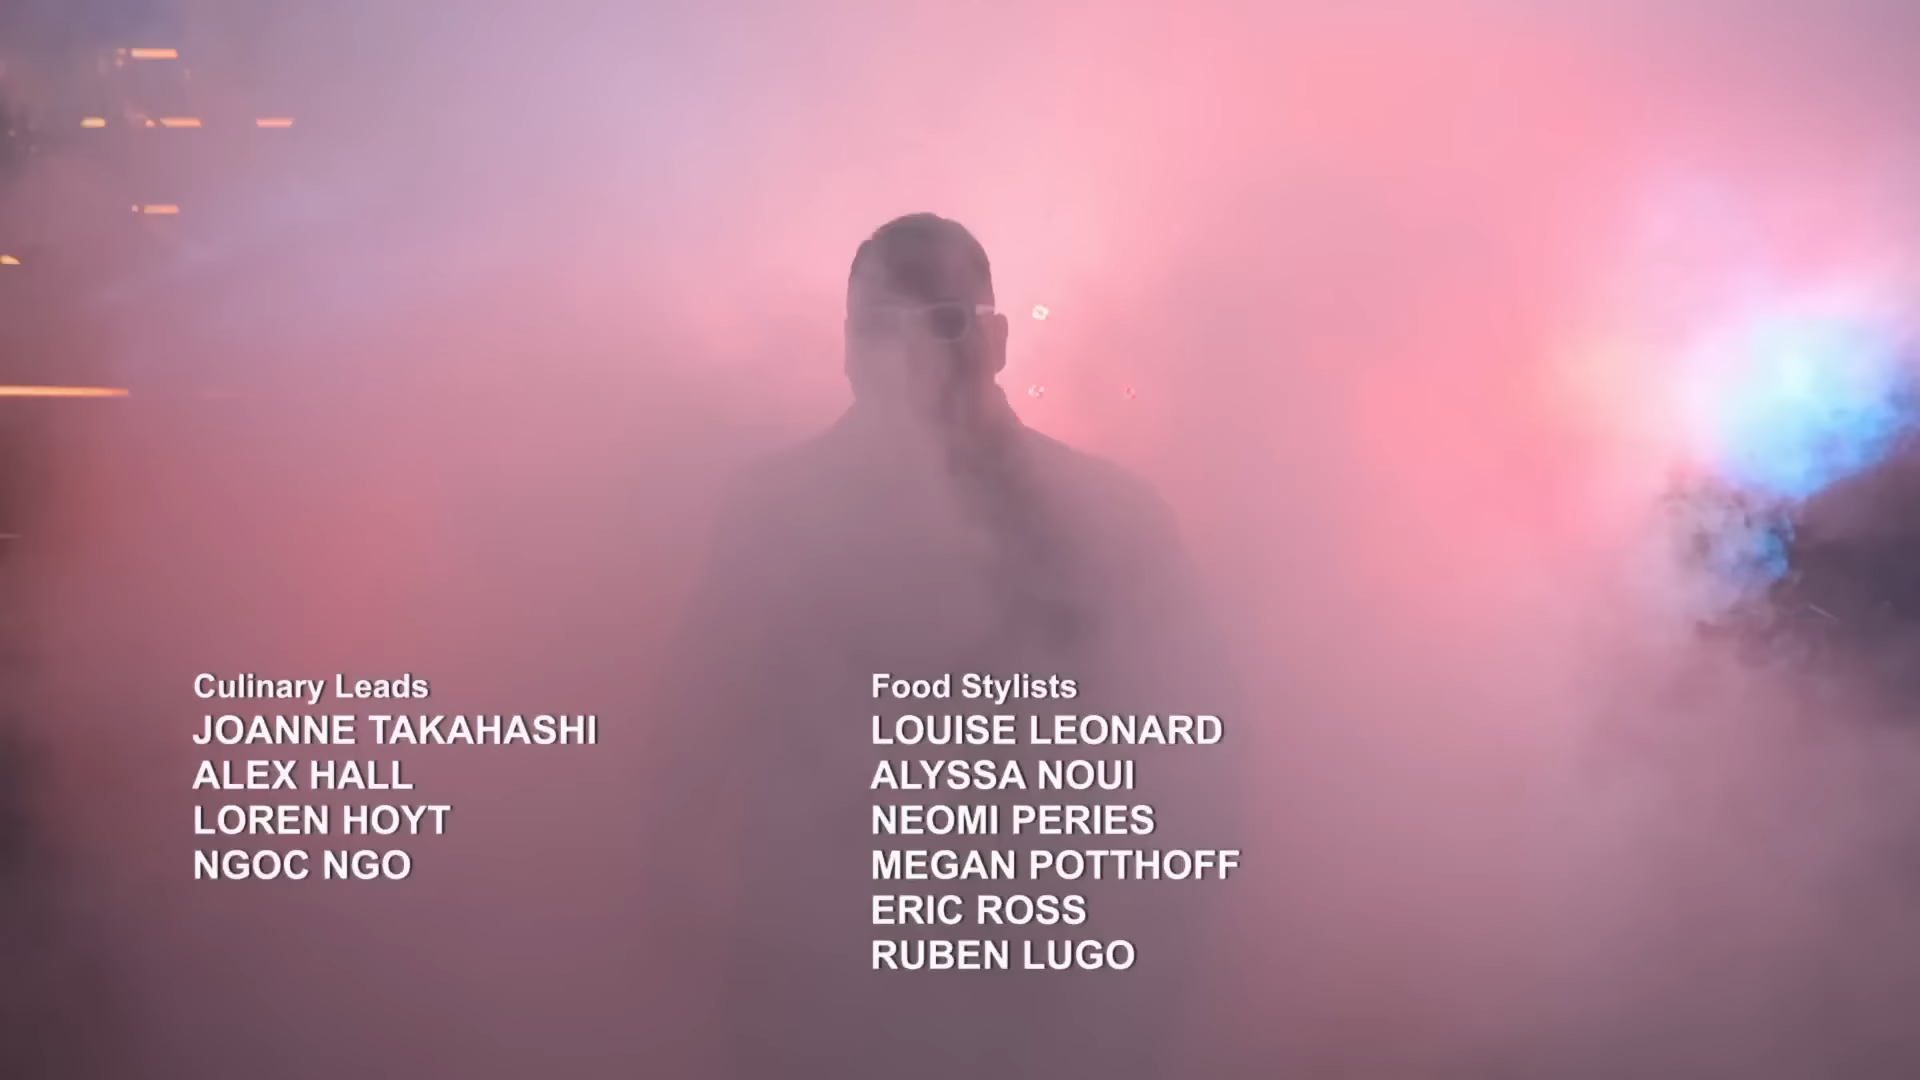 Culinary Leads
JOANNE TAKAHASHI
ALEX HALL
LOREN HOYT
NGOC NGO
Food Stylists
LOUISE LEONARD
ALYSSA NOUI
NEOMI PERIES
MEGAN POTTHOFF
ERIC ROSS
RUBEN LUGO